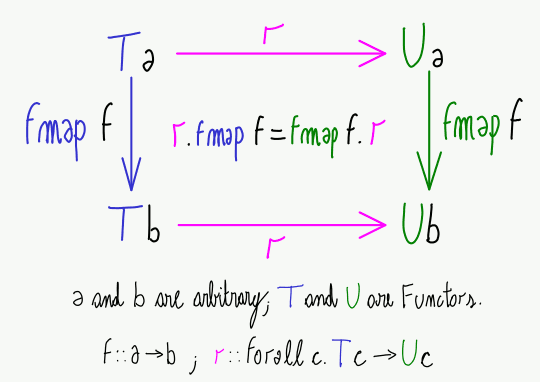 T a r U a
fmap f r . fmap f = fmap f . r fmap f
T b r U b
a and b are arbitrary; T and U are Functors.
f :: a → b ; r :: forall c. T c → U c